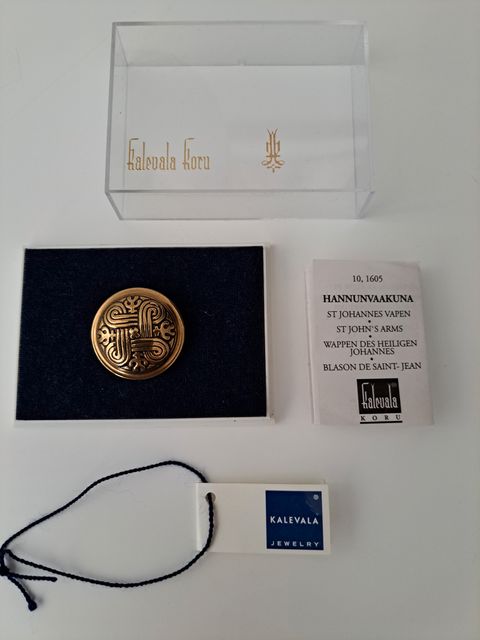 Kalevala Koru
10, 1605
HANNUNVAAKUNA
ST JOHANNES VAPEN
ST JOHN'S ARMS
WAPPEN DES HEILIGEN
JOHANNES
BLASON DE SAINT- JEAN
Kalevala
KORU
KALEVALA
JEWELRY